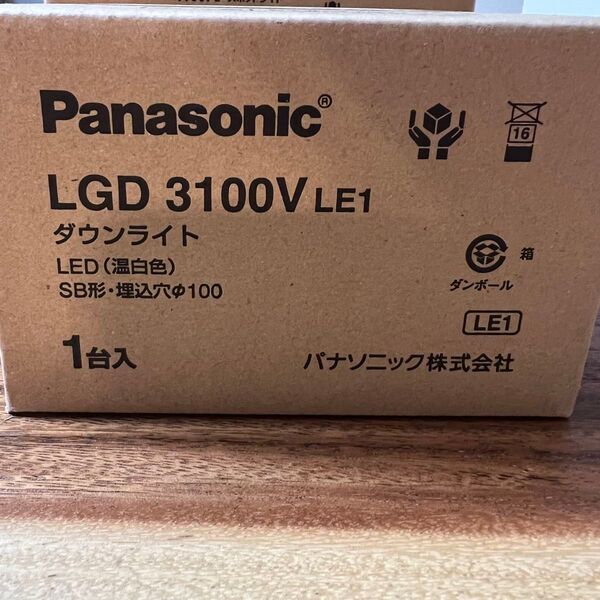 Panasonic®
16
LGD 3100V LE1
ダウンライト
LED（温白色）
SB形・埋込穴φ100
箱
ダンボール
LE1
1台入
パナソニック株式会社